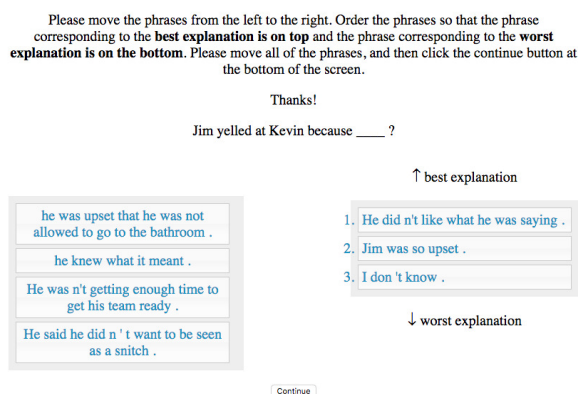 Please move the phrases from the left to the right. Order the phrases so that the phrase
corresponding to the best explanation is on top and the phrase corresponding to the worst
explanation is on the bottom. Please move all of the phrases, and then click the continue button at
the bottom of the screen.
Thanks!
Jim yelled at Kevin because ____ ?
↑ best explanation
he was upset that he was not
allowed to go to the bathroom .
he knew what it meant .
He was n't getting enough time to
get his team ready .
He said he did n ' t want to be seen
as a snitch .
1. He did n't like what he was saying .
2. Jim was so upset .
3. I don 't know .
↓ worst explanation
Continue